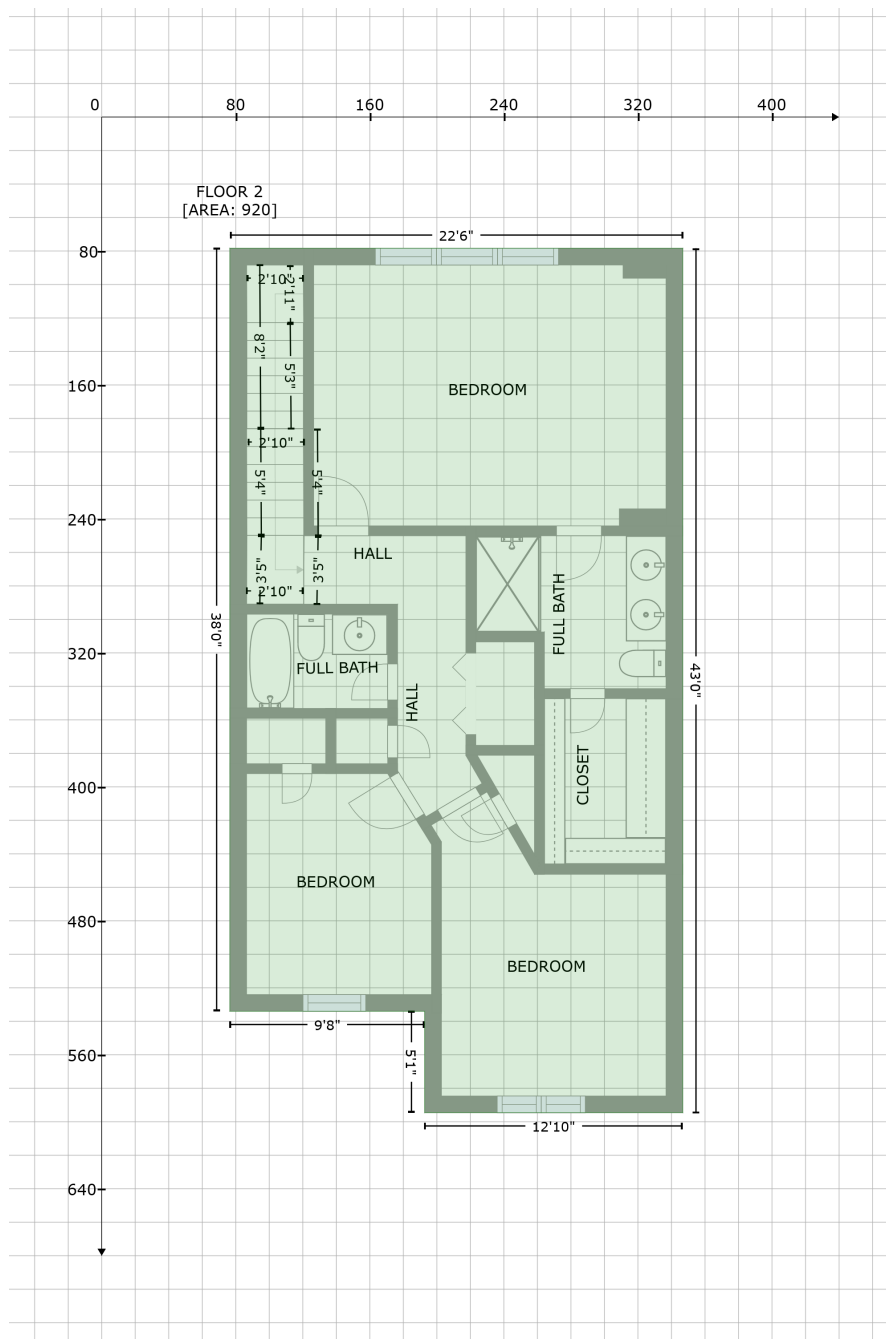 0 80 160 240 320 400
FLOOR 2
[AREA: 920]
22'6"
80
2'10"
2'11"
8'2"
5'3"
160
BEDROOM
2'10"
5'4"
5'4"
240
HALL
3'5"
3'5"
2'10"
FULL BATH
38'0"
320
FULL BATH
43'0"
HALL
CLOSET
400
BEDROOM
480
BEDROOM
9'8"
560
5'1"
12'10"
640